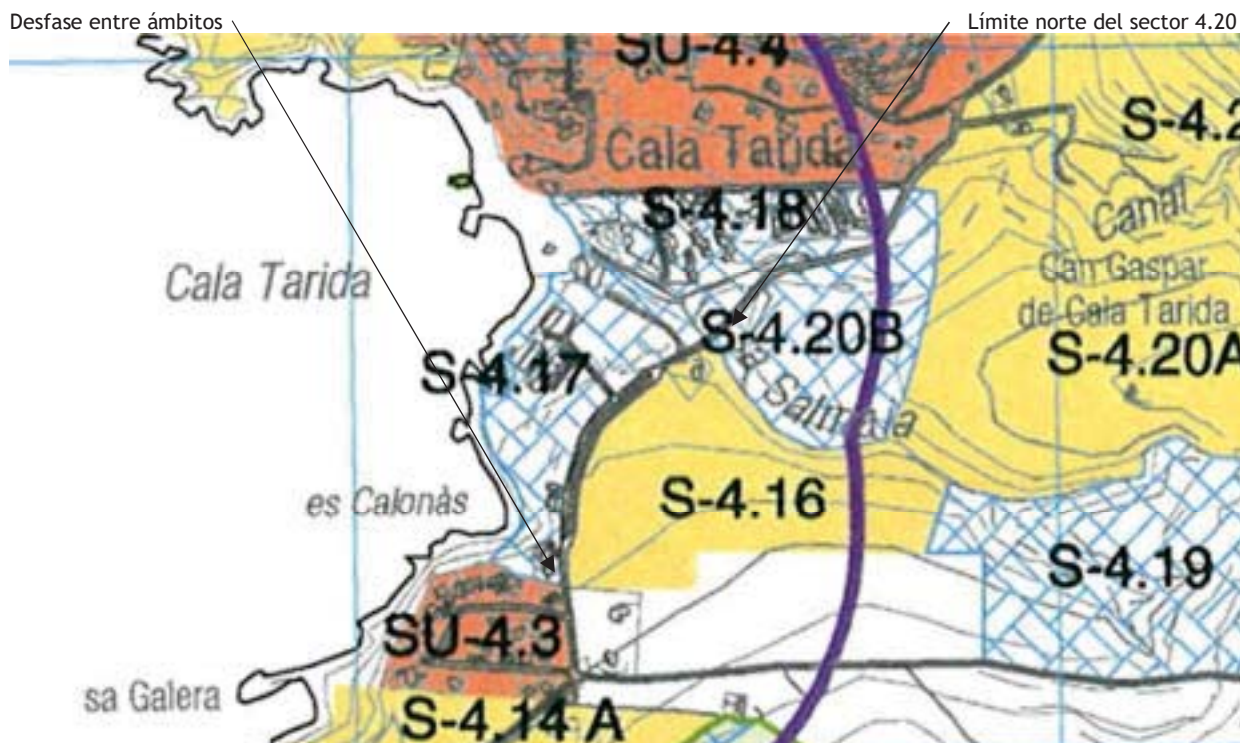 Desfase entre ámbitos
Límite norte del sector 4.20
SU-4.4
Cala Tarida
S-4.2
S-4.18
Canal
Cala Tarida
Can Gaspar
de Cala Tarida
S-4.20B
S-4.20A
S-4.17
es Calonàs
S-4.16
S-4.19
SU-4.3
sa Galera
S-4.14 A